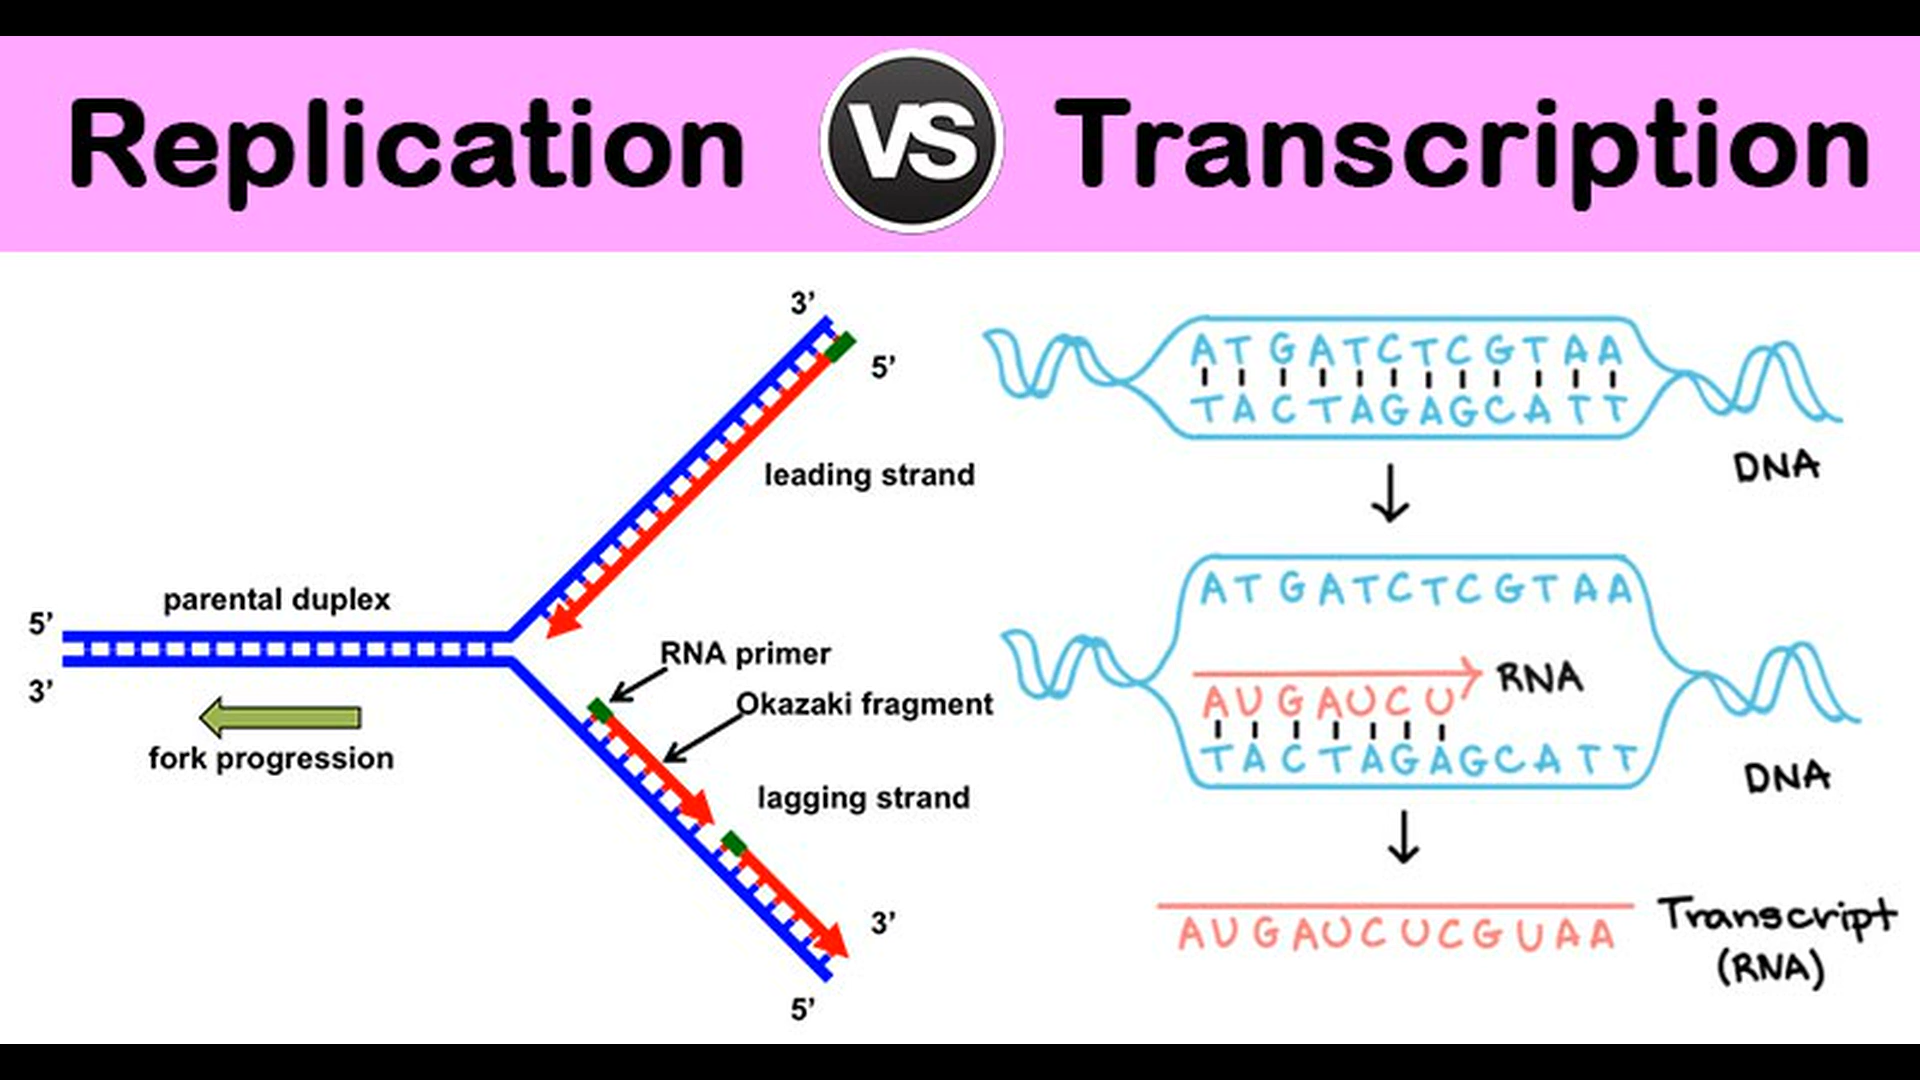 Replication VS Transcription
3’
5’
leading strand
parental duplex
5’
3’
fork progression
RNA primer
Okazaki fragment
lagging strand
3’
5’
ATGATCTCGTAA
TACTAGAGCATT
DNA
ATGATCTCGTAA
RNA
AUGAUCU
TACTAGAGCATT
DNA
AUGAUCUCGUAA
Transcript
(RNA)